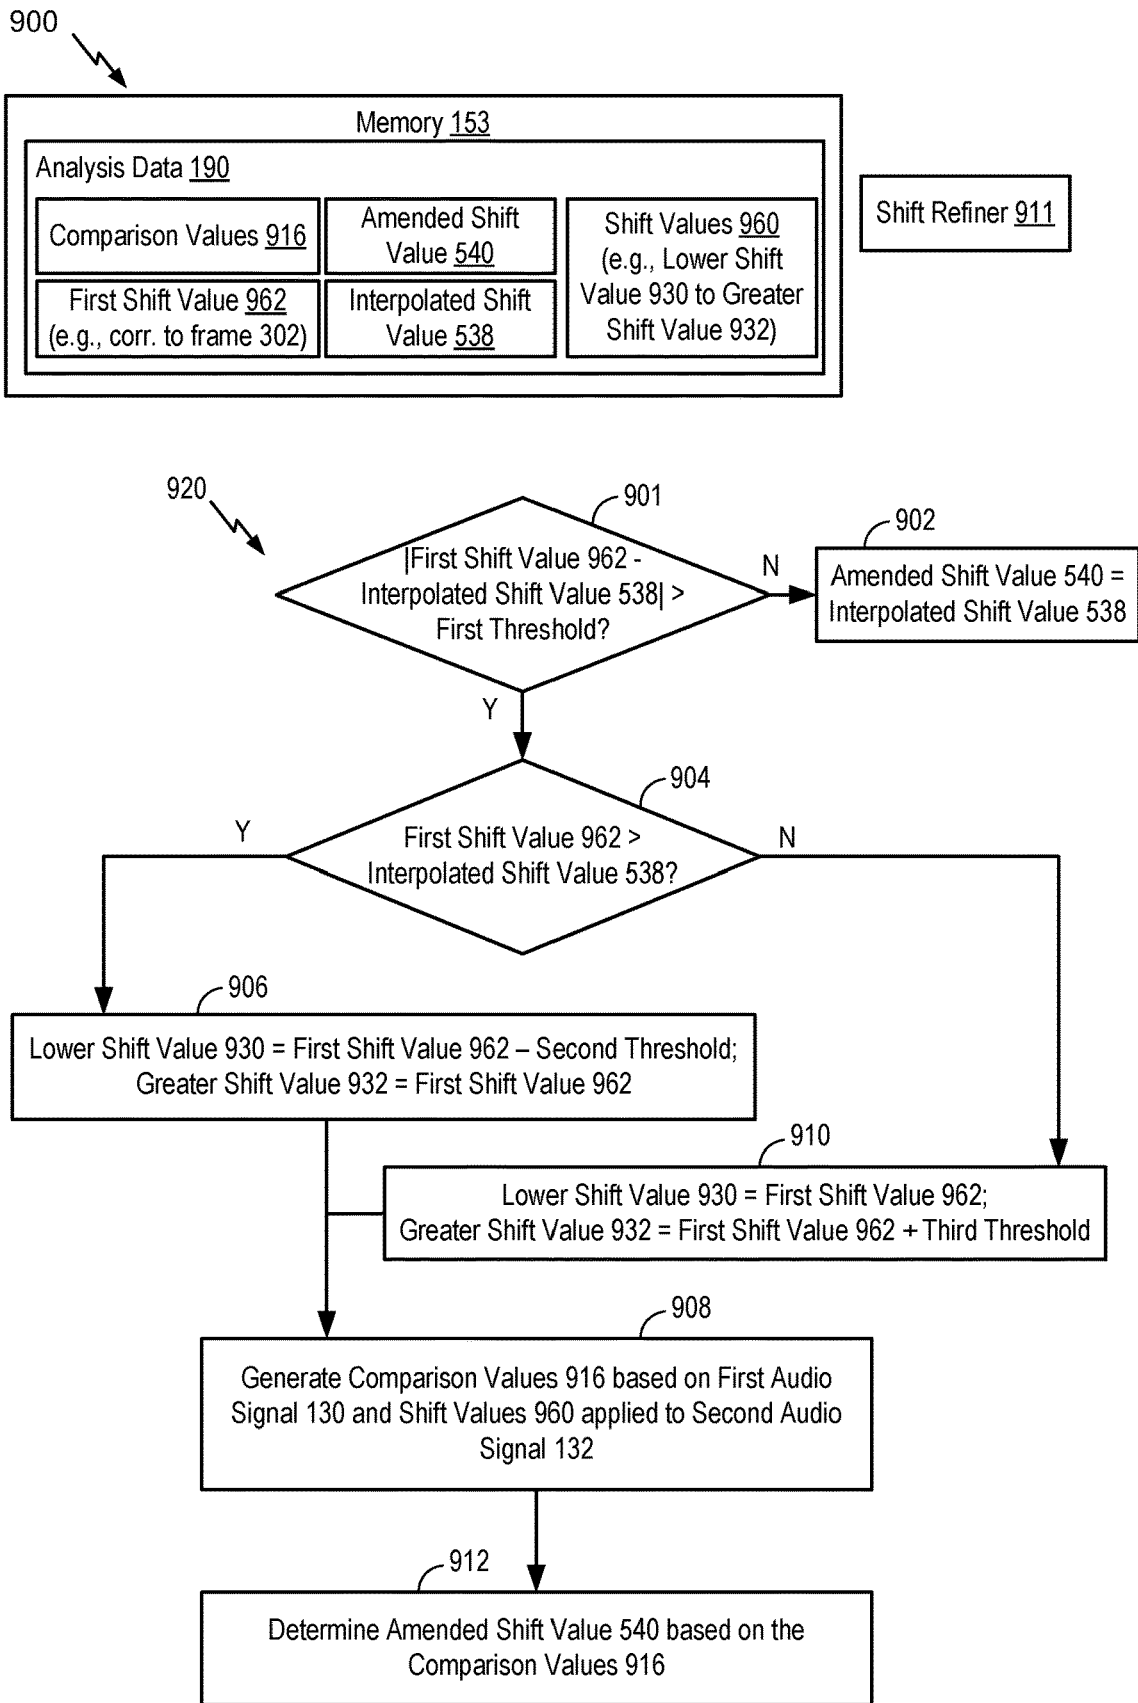 900
Memory 153
Analysis Data 190
Comparison Values 916
First Shift Value 962
(e.g., corr. to frame 302)
Amended Shift
Value 540
Interpolated Shift
Value 538
Shift Values 960
(e.g., Lower Shift
Value 930 to Greater
Shift Value 932)
Shift Refiner 911
920
901
|First Shift Value 962 -
Interpolated Shift Value 538| >
First Threshold?
N
902
Amended Shift Value 540 =
Interpolated Shift Value 538
Y
904
First Shift Value 962 >
Interpolated Shift Value 538?
Y
N
906
Lower Shift Value 930 = First Shift Value 962 – Second Threshold;
Greater Shift Value 932 = First Shift Value 962
910
Lower Shift Value 930 = First Shift Value 962;
Greater Shift Value 932 = First Shift Value 962 + Third Threshold
908
Generate Comparison Values 916 based on First Audio
Signal 130 and Shift Values 960 applied to Second Audio
Signal 132
912
Determine Amended Shift Value 540 based on the
Comparison Values 916